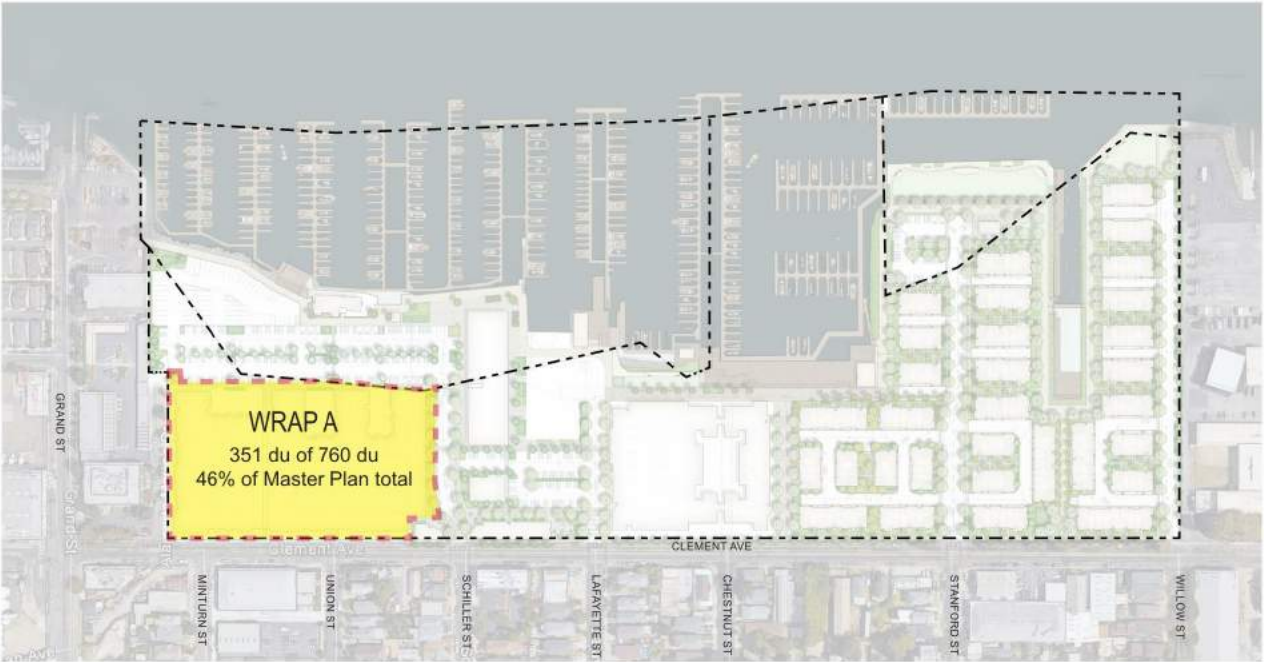 WRAP A
351 du of 760 du
46% of Master Plan total
GRAND ST
Grand St
Clement Ave
CLEMENT AVE
MINTURN ST
UNION ST
SCHILLER ST
LAFAYETTE ST
CHESTNUT ST
STANFORD ST
WILLOW ST